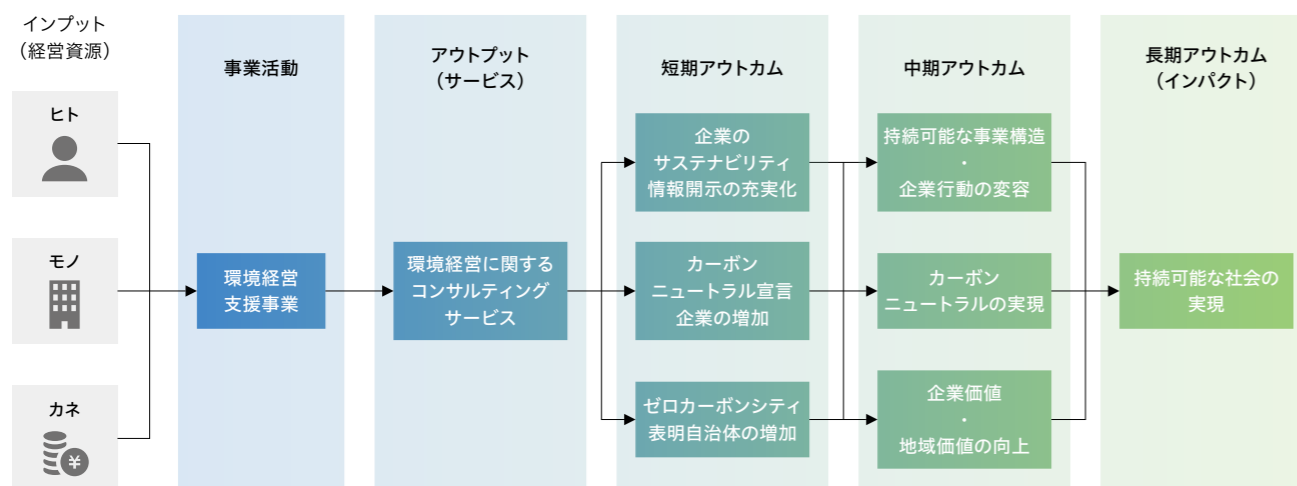 インプット
（経営資源）
ヒト
モノ
カネ
¥
事業活動
環境経営
支援事業
アウトプット
（サービス）
環境経営に関する
コンサルティング
サービス
短期アウトカム
企業の
サステナビリティ
情報開示の充実化
カーボン
ニュートラル宣言
企業の増加
ゼロカーボンシティ
表明自治体の増加
中期アウトカム
持続可能な事業構造
・
企業行動の変容
カーボン
ニュートラルの実現
企業価値
・
地域価値の向上
長期アウトカム
（インパクト）
持続可能な社会の
実現